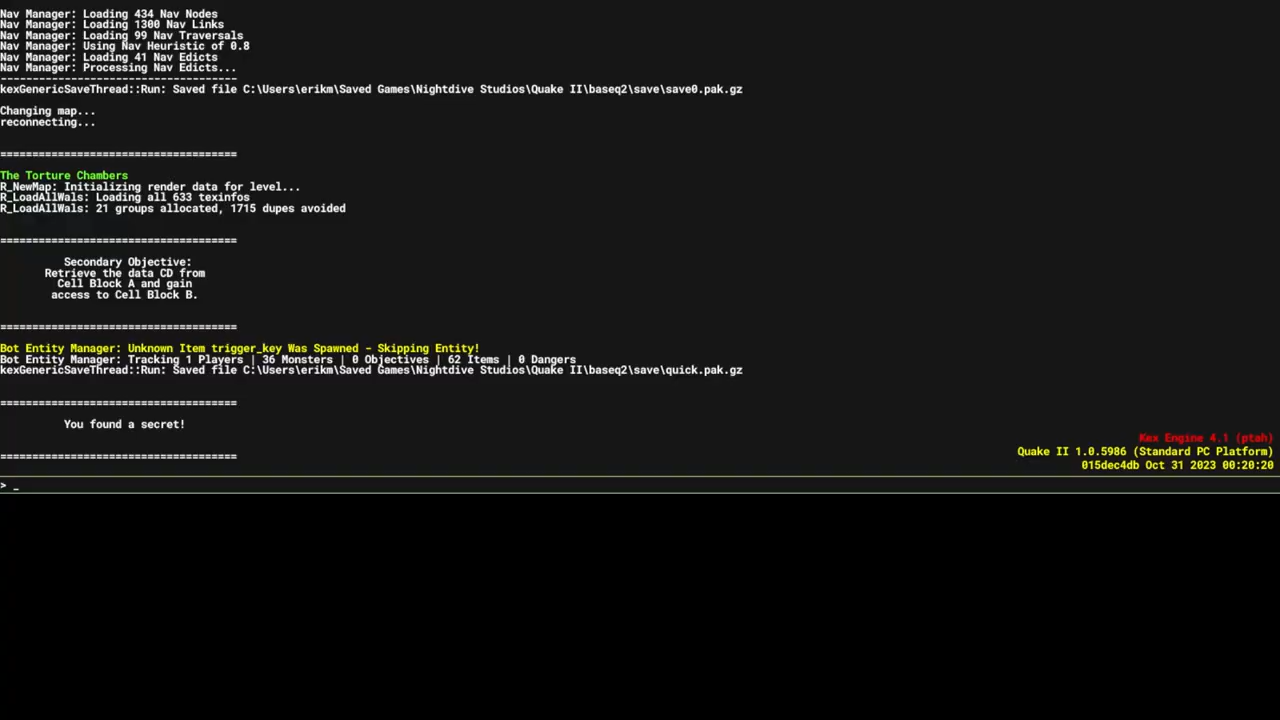 Nav Manager: Loading 434 Nav Nodes
Nav Manager: Loading 1300 Nav Links
Nav Manager: Loading 99 Nav Traversals
Nav Manager: Using Nav Heuristic of 0.8
Nav Manager: Loading 41 Nav Edicts
Nav Manager: Processing Nav Edicts...
-------------------------------------
kexGenericSaveThread::Run: Saved file C:\Users\erikm\Saved Games\Nightdive Studios\Quake II\baseq2\save\save0.pak.gz
Changing map...
reconnecting...
=====================================
The Torture Chambers
R_NewMap: Initializing render data for level...
R_LoadAllWals: Loading all 633 texinfos
R_LoadAllWals: 21 groups allocated, 1715 dupes avoided
=====================================
Secondary Objective:
Retrieve the data CD from
Cell Block A and gain
access to Cell Block B.
=====================================
Bot Entity Manager: Unknown Item trigger_key Was Spawned - Skipping Entity!
Bot Entity Manager: Tracking 1 Players | 36 Monsters | 0 Objectives | 62 Items | 0 Dangers
kexGenericSaveThread::Run: Saved file C:\Users\erikm\Saved Games\Nightdive Studios\Quake II\baseq2\save\quick.pak.gz
=====================================
You found a secret!
=====================================
Kex Engine 4.1 (ptah)
Quake II 1.0.5986 (Standard PC Platform)
015dec4db Oct 31 2023 00:20:20
> _